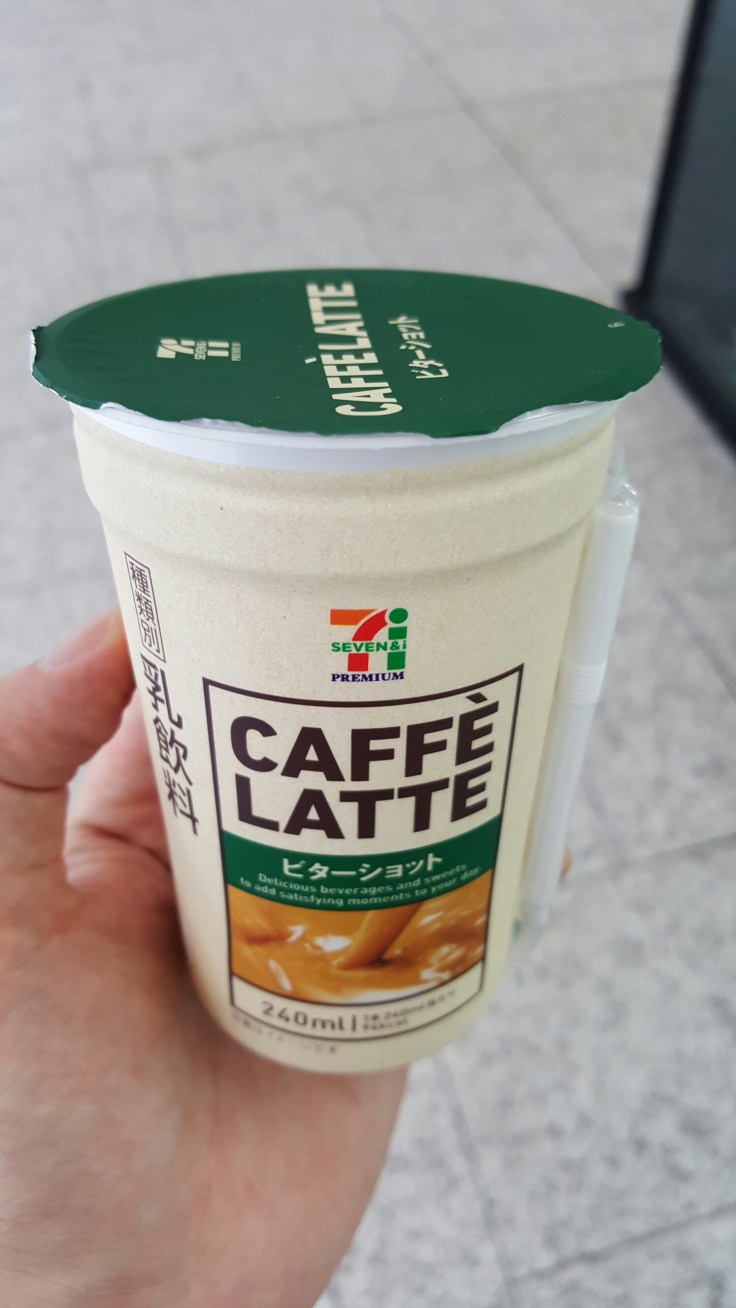 7i
SEVEN&i
PREMIUM
CAFFÈ LATTE
ビターショット
種類別
乳飲料
7i
SEVEN&i
PREMIUM
CAFFÈ
LATTE
ビターショット
Delicious beverages and sweets
to add satisfying moments to your day.
240ml